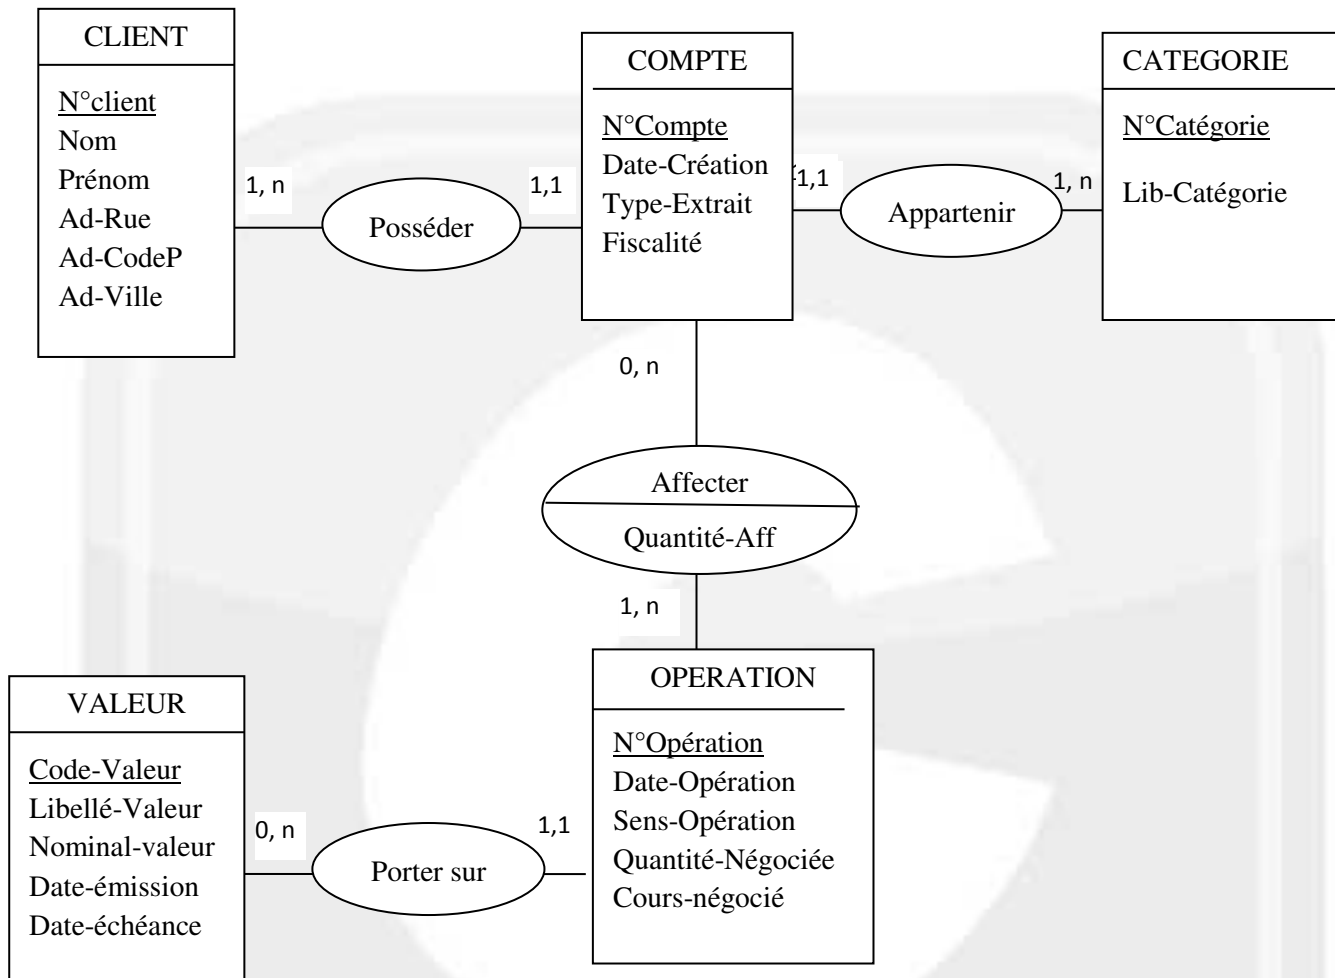 CLIENT
N°client
Nom
Prénom
Ad-Rue
Ad-CodeP
Ad-Ville
1, n
Posséder
1,1
COMPTE
N°Compte
Date-Création
Type-Extrait
Fiscalité
1,1
Appartenir
1, n
CATEGORIE
N°Catégorie
Lib-Catégorie
0, n
Affecter
Quantité-Aff
1, n
VALEUR
Code-Valeur
Libellé-Valeur
Nominal-valeur
Date-émission
Date-échéance
0, n
Porter sur
1,1
OPERATION
N°Opération
Date-Opération
Sens-Opération
Quantité-Négociée
Cours-négocié